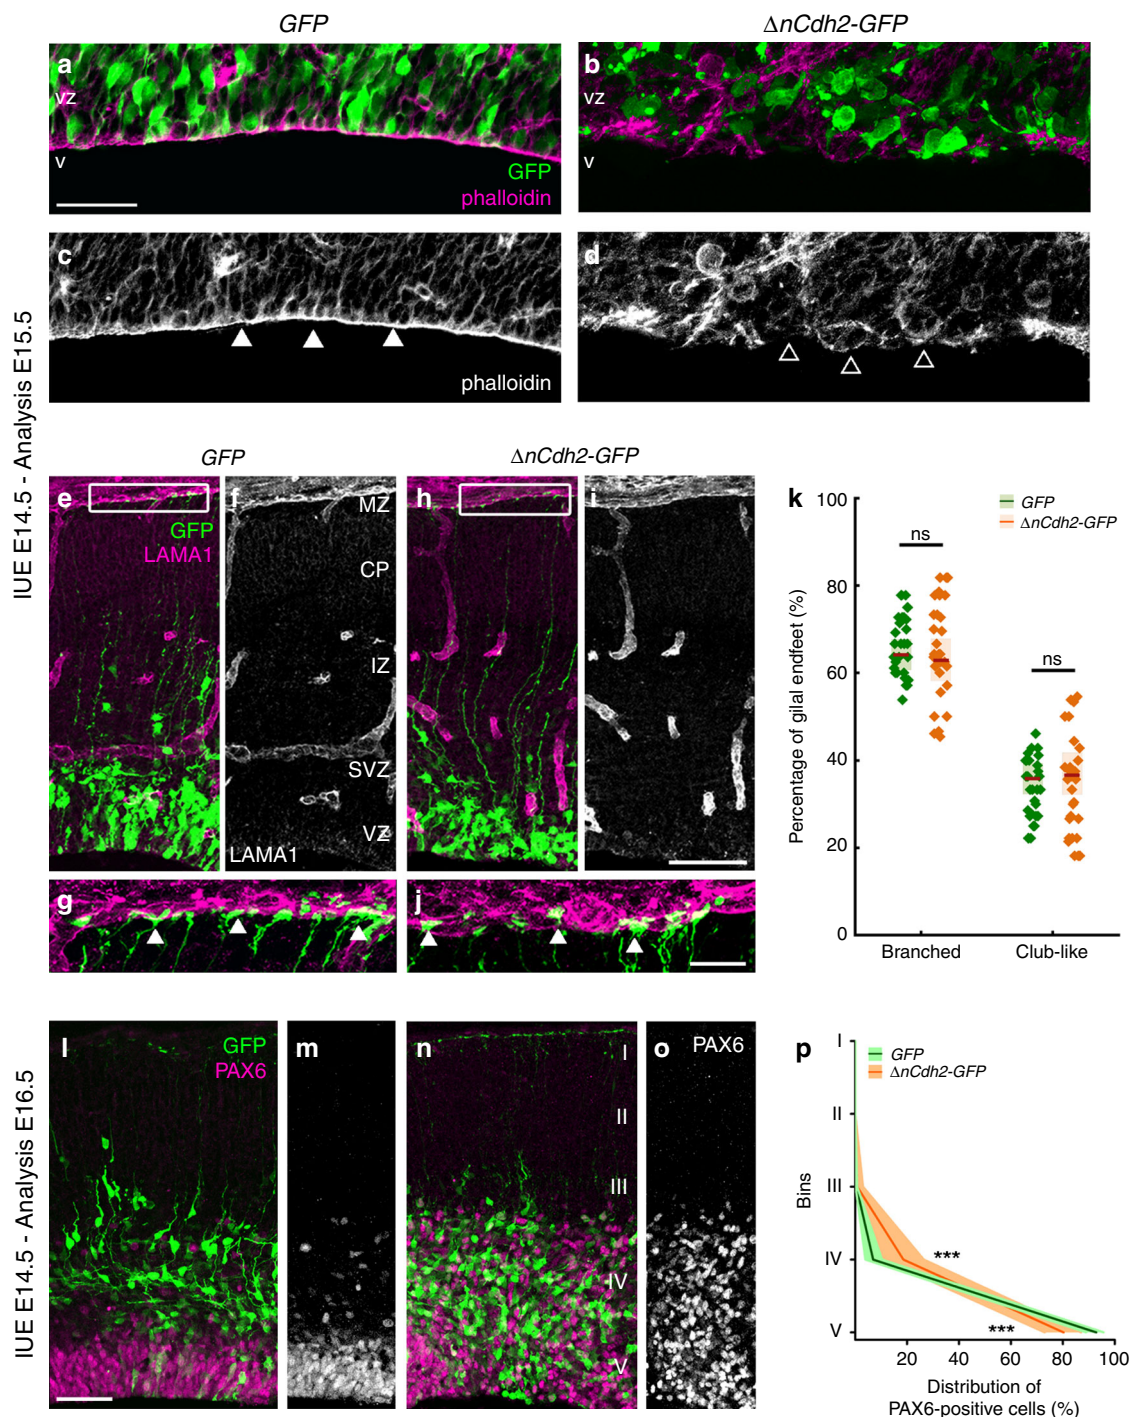 GFP
ΔnCdh2-GFP
a
vz
v
GFP
phalloidin
b
vz
v
c
phalloidin
d
IUE E14.5 - Analysis E15.5
GFP
ΔnCdh2-GFP
e
GFP
LAMA1
f
MZ
CP
IZ
SVZ
VZ
LAMA1
h
i
g
j
k
100
80
60
40
20
0
Percentage of gilal endfeet (%)
GFP
ΔnCdh2-GFP
ns
ns
Branched
Club-like
IUE E14.5 - Analysis E16.5
l
GFP
PAX6
m
n
I
II
III
IV
V
o
PAX6
p
GFP
ΔnCdh2-GFP
I
II
III
IV
V
Bins
***
***
20
40
60
80
100
Distribution of
PAX6-positive cells (%)